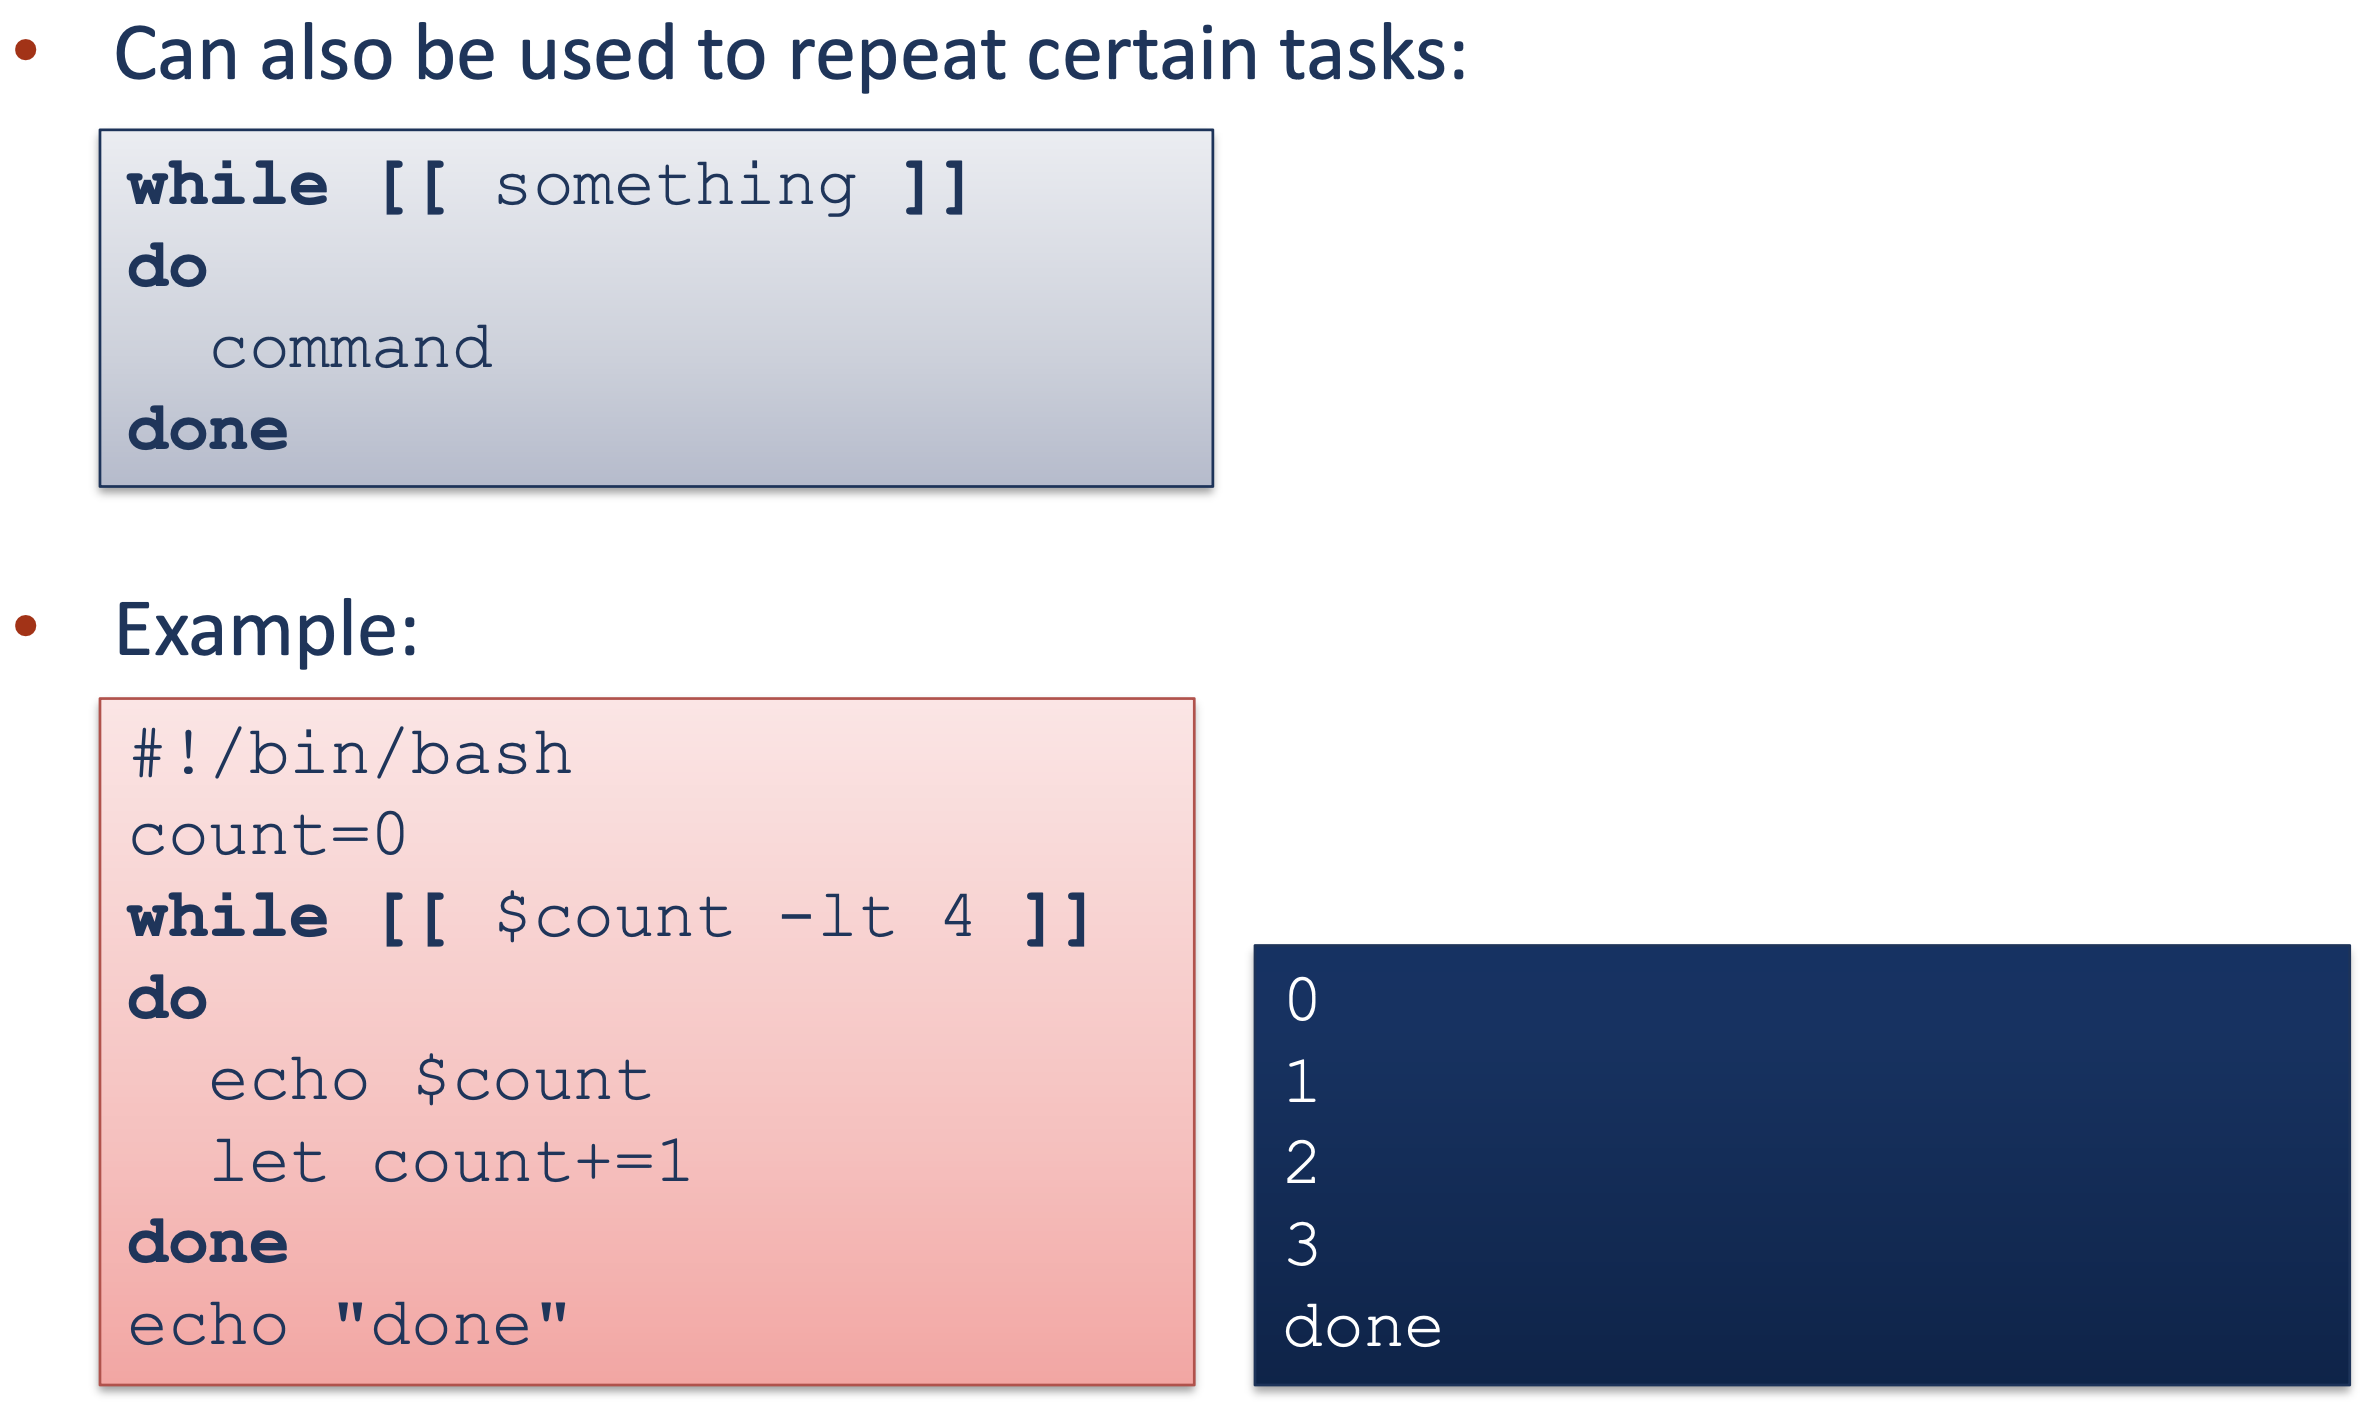 • Can also be used to repeat certain tasks:
while [[ something ]]
do
  command
done
• Example:
#!/bin/bash
count=0
while [[ $count -lt 4 ]]
do
  echo $count
  let count+=1
done
echo "done"
0
1
2
3
done